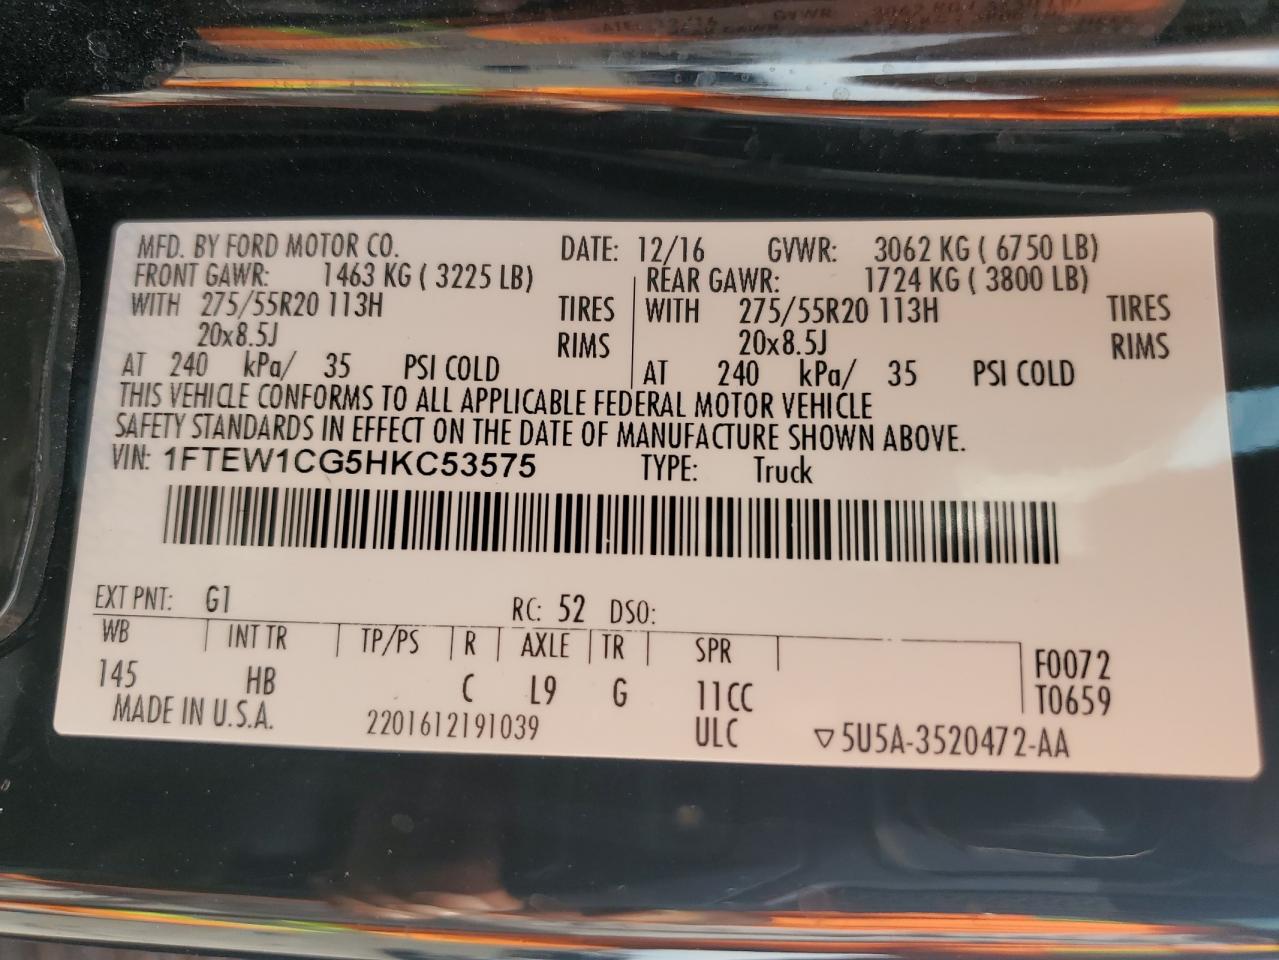 MFD. BY FORD MOTOR CO. DATE: 12/16 GVWR: 3062 KG ( 6750 LB)
FRONT GAWR: 1463 KG ( 3225 LB) REAR GAWR: 1724 KG ( 3800 LB)
WITH 275/55R20 113H TIRES WITH 275/55R20 113H TIRES
20x8.5J RIMS 20x8.5J RIMS
AT 240 kPa/ 35 PSI COLD AT 240 kPa/ 35 PSI COLD
THIS VEHICLE CONFORMS TO ALL APPLICABLE FEDERAL MOTOR VEHICLE
SAFETY STANDARDS IN EFFECT ON THE DATE OF MANUFACTURE SHOWN ABOVE.
VIN: 1FTEW1CG5HKC53575 TYPE: Truck
EXT PNT: G1 RC: 52 DSO:
WB INT TR TP/PS R AXLE TR SPR F0072
145 HB C L9 G 11CC T0659
MADE IN U.S.A. 2201612191039 ULC ▽5U5A-3520472-AA